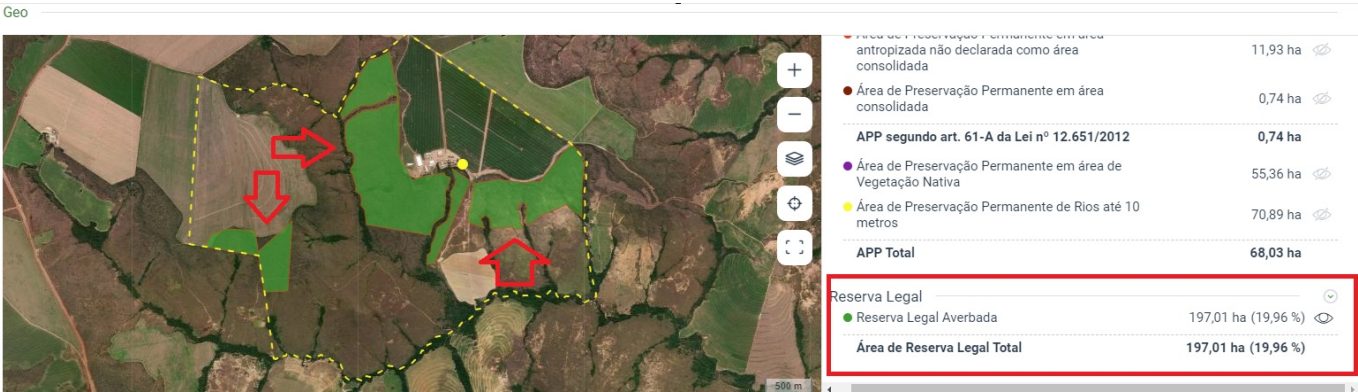 Geo
Área de Preservação Permanente em área
antropizada não declarada como área
consolidada
11,93 ha
Área de Preservação Permanente em área
consolidada
0,74 ha
APP segundo art. 61-A da Lei nº 12.651/2012
0,74 ha
Área de Preservação Permanente em área de
Vegetação Nativa
55,36 ha
Área de Preservação Permanente de Rios até 10
metros
70,89 ha
APP Total
68,03 ha
Reserva Legal
Reserva Legal Averbada
197,01 ha (19,96 %)
Área de Reserva Legal Total
197,01 ha (19,96 %)
500 m